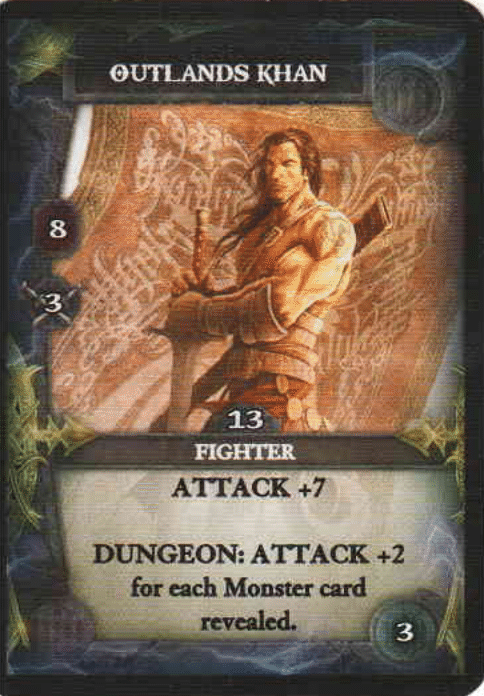 OUTLANDS KHAN
8
3
13
FIGHTER
ATTACK +7
DUNGEON: ATTACK +2
for each Monster card
revealed.
3